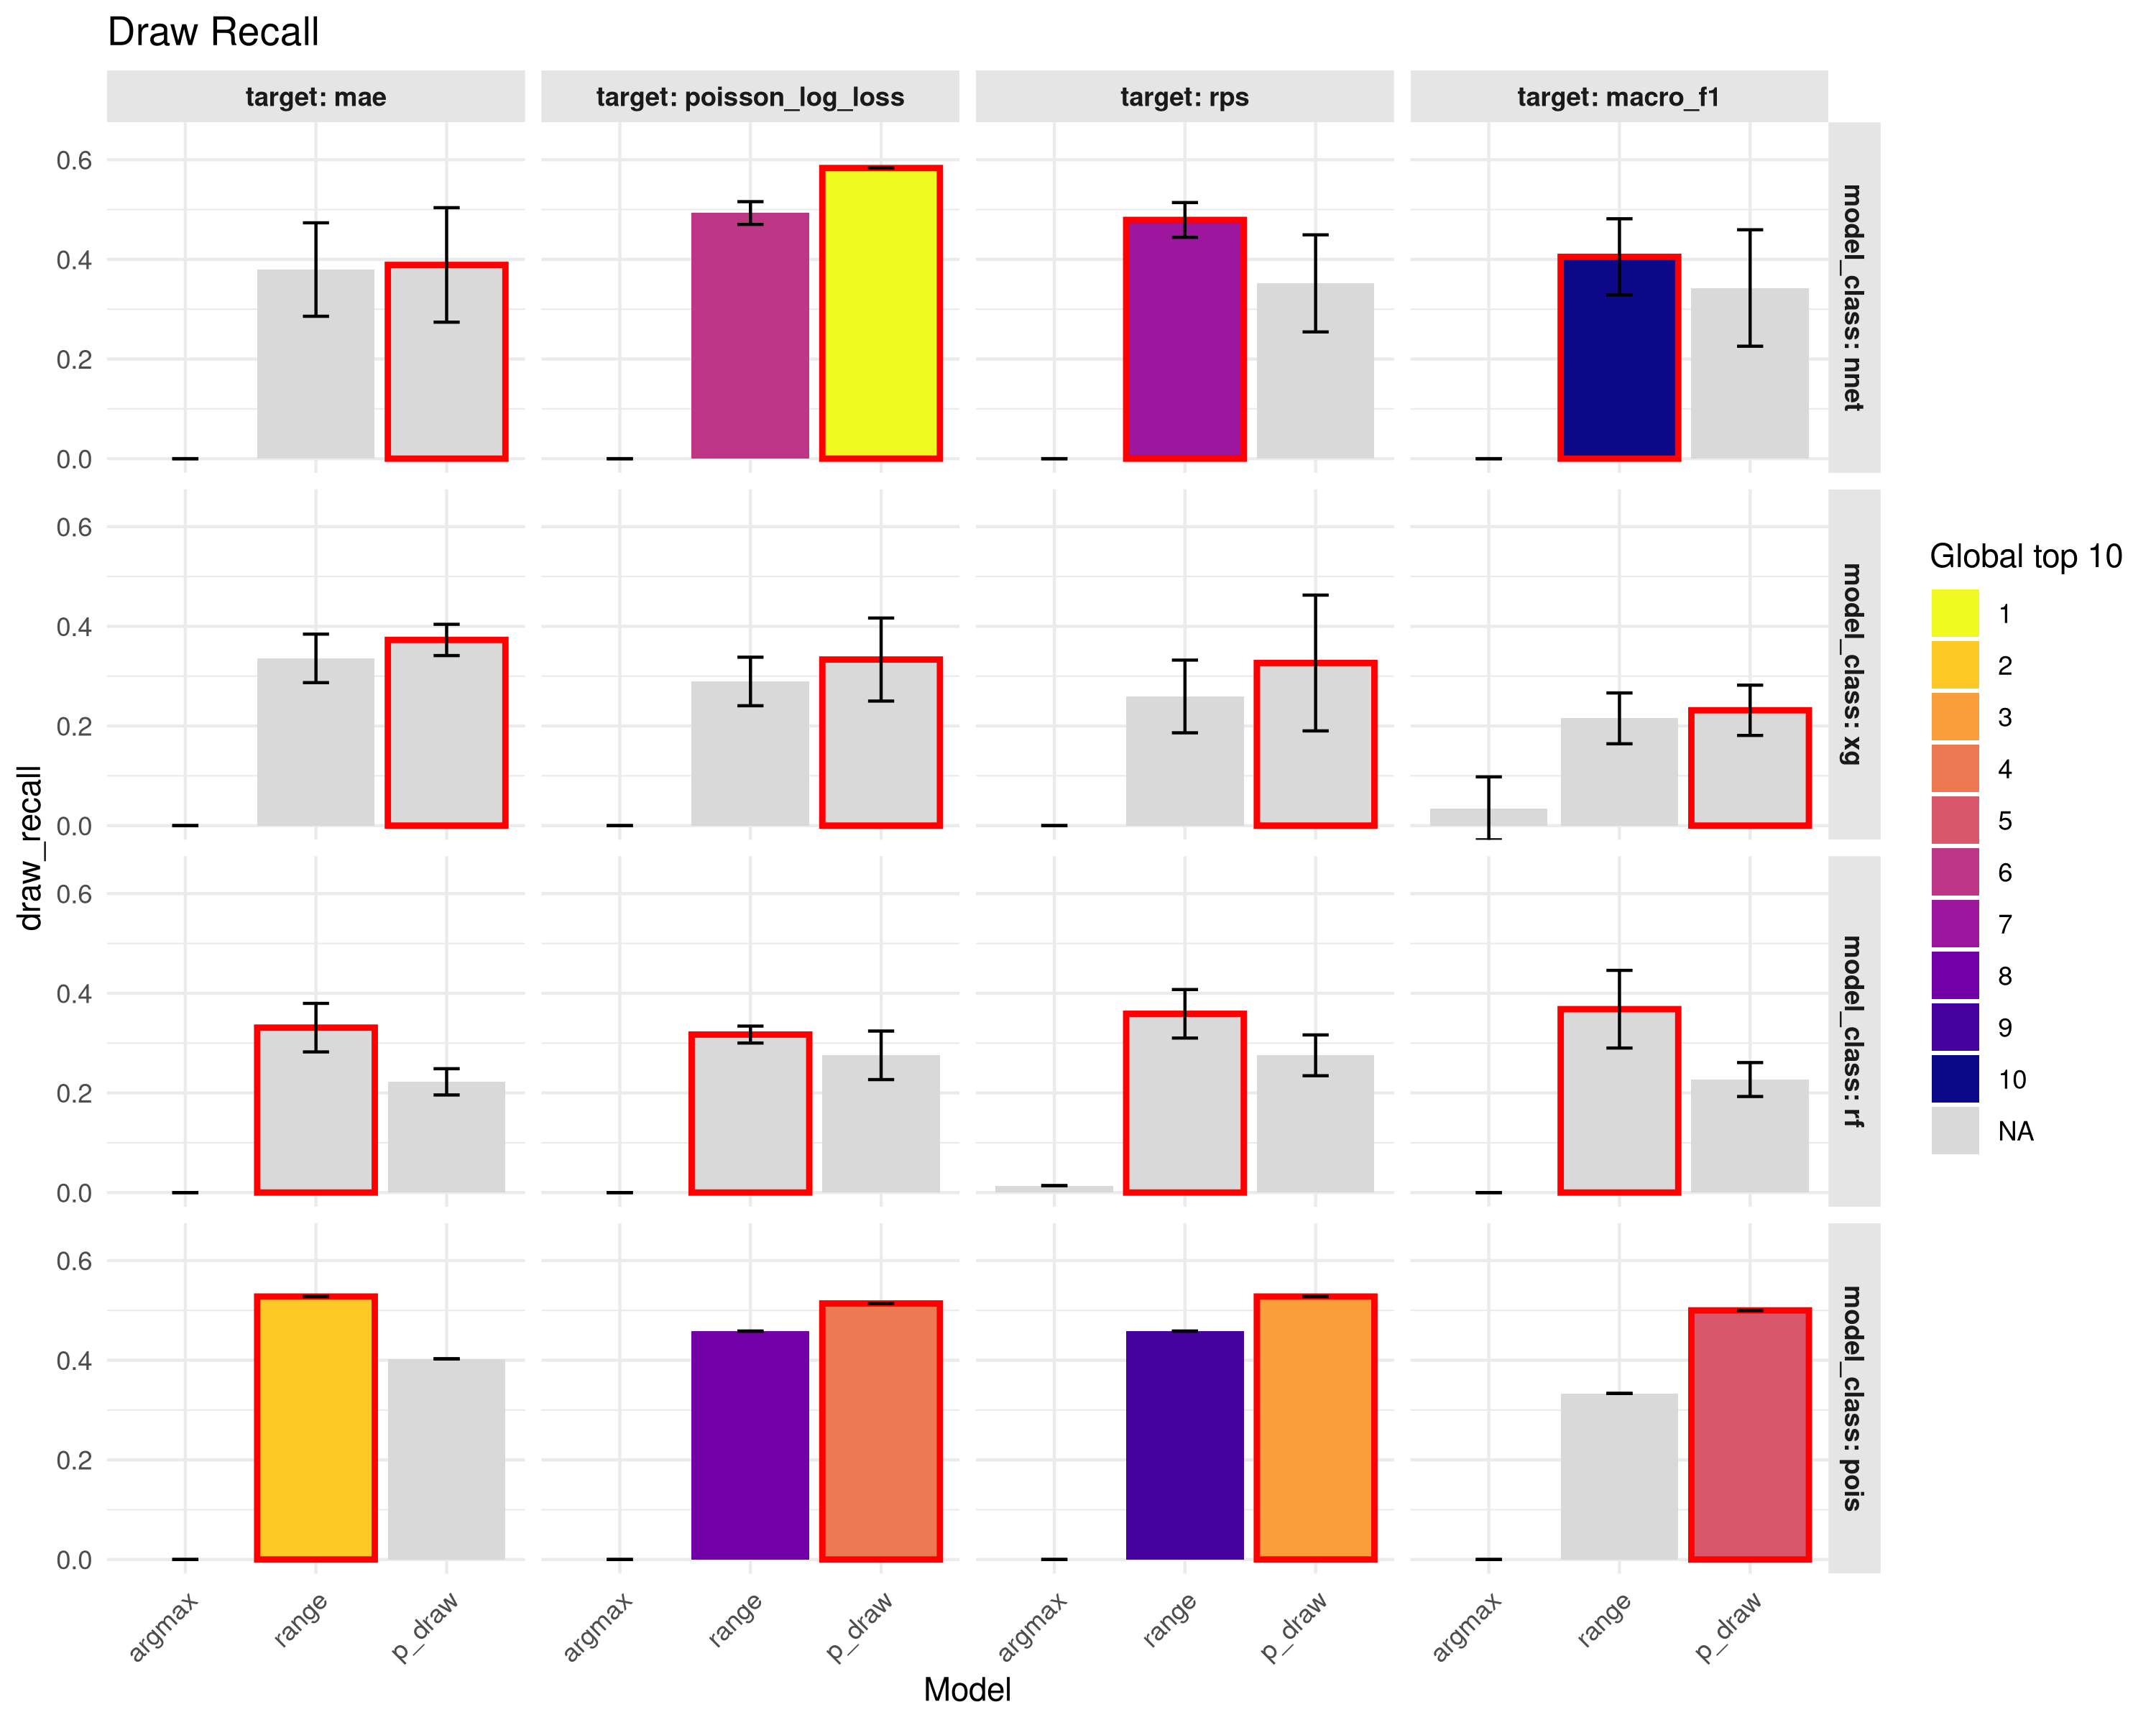 Draw Recall
target: mae
target: poisson_log_loss
target: rps
target: macro_f1
0.6
0.4
0.2
0.0
model_class: nnet
0.6
0.4
0.2
0.0
model_class: xg
0.6
0.4
0.2
0.0
model_class: rf
0.6
0.4
0.2
0.0
model_class: pois
draw_recall
argmax
range
p_draw
argmax
range
p_draw
argmax
range
p_draw
argmax
range
p_draw
Model
Global top 10
1
2
3
4
5
6
7
8
9
10
NA